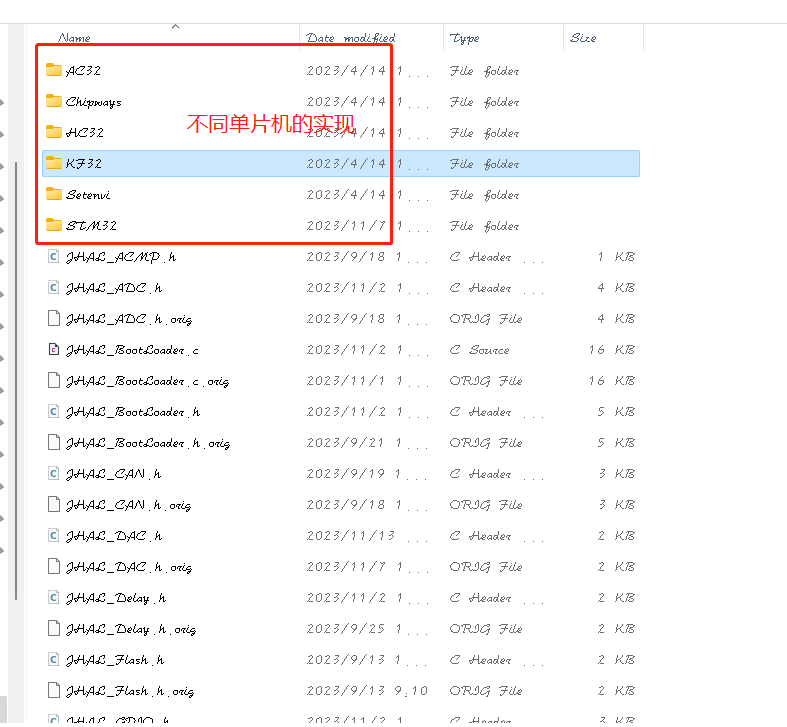 Name Date modified Type Size
AC32 2023/4/14 1... File folder
Chipways 2023/4/14 1... File folder
不同单片机的实现
HC32 2023/4/14 1... File folder
KF32 2023/4/14 1... File folder
Setenvi 2023/4/14 1... File folder
STM32 2023/11/7 1... File folder
JHAL_ACMP.h 2023/9/18 1... C Header ... 1 KB
JHAL_ADC.h 2023/11/2 1... C Header ... 4 KB
JHAL_ADC.h.orig 2023/9/18 1... ORIG File 4 KB
JHAL_BootLoader.c 2023/11/2 1... C Source 16 KB
JHAL_BootLoader.c.orig 2023/11/1 1... ORIG File 16 KB
JHAL_BootLoader.h 2023/11/2 1... C Header ... 5 KB
JHAL_BootLoader.h.orig 2023/9/21 1... ORIG File 5 KB
JHAL_CAN.h 2023/9/19 1... C Header ... 3 KB
JHAL_CAN.h.orig 2023/9/18 1... ORIG File 3 KB
JHAL_DAC.h 2023/11/13 ... C Header ... 2 KB
JHAL_DAC.h.orig 2023/11/7 1... ORIG File 2 KB
JHAL_Delay.h 2023/11/2 1... C Header ... 2 KB
JHAL_Delay.h.orig 2023/9/25 1... ORIG File 2 KB
JHAL_Flash.h 2023/9/13 1... C Header ... 2 KB
JHAL_Flash.h.orig 2023/9/13 9:10 ORIG File 2 KB
JHAL_GPIO.h 2023/11/2 1... C Header ... 3 KB